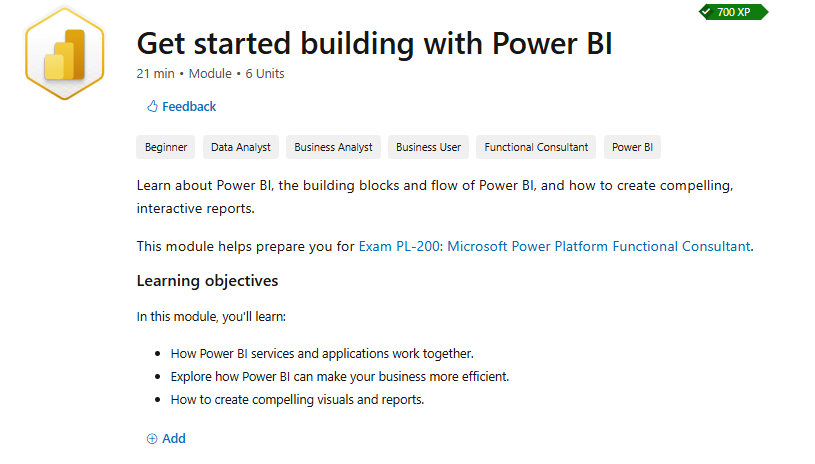 700 XP
Get started building with Power BI
21 min • Module • 6 Units
Feedback
Beginner
Data Analyst
Business Analyst
Business User
Functional Consultant
Power BI
Learn about Power BI, the building blocks and flow of Power BI, and how to create compelling,
interactive reports.
This module helps prepare you for Exam PL-200: Microsoft Power Platform Functional Consultant.
Learning objectives
In this module, you'll learn:
• How Power BI services and applications work together.
• Explore how Power BI can make your business more efficient.
• How to create compelling visuals and reports.
Add